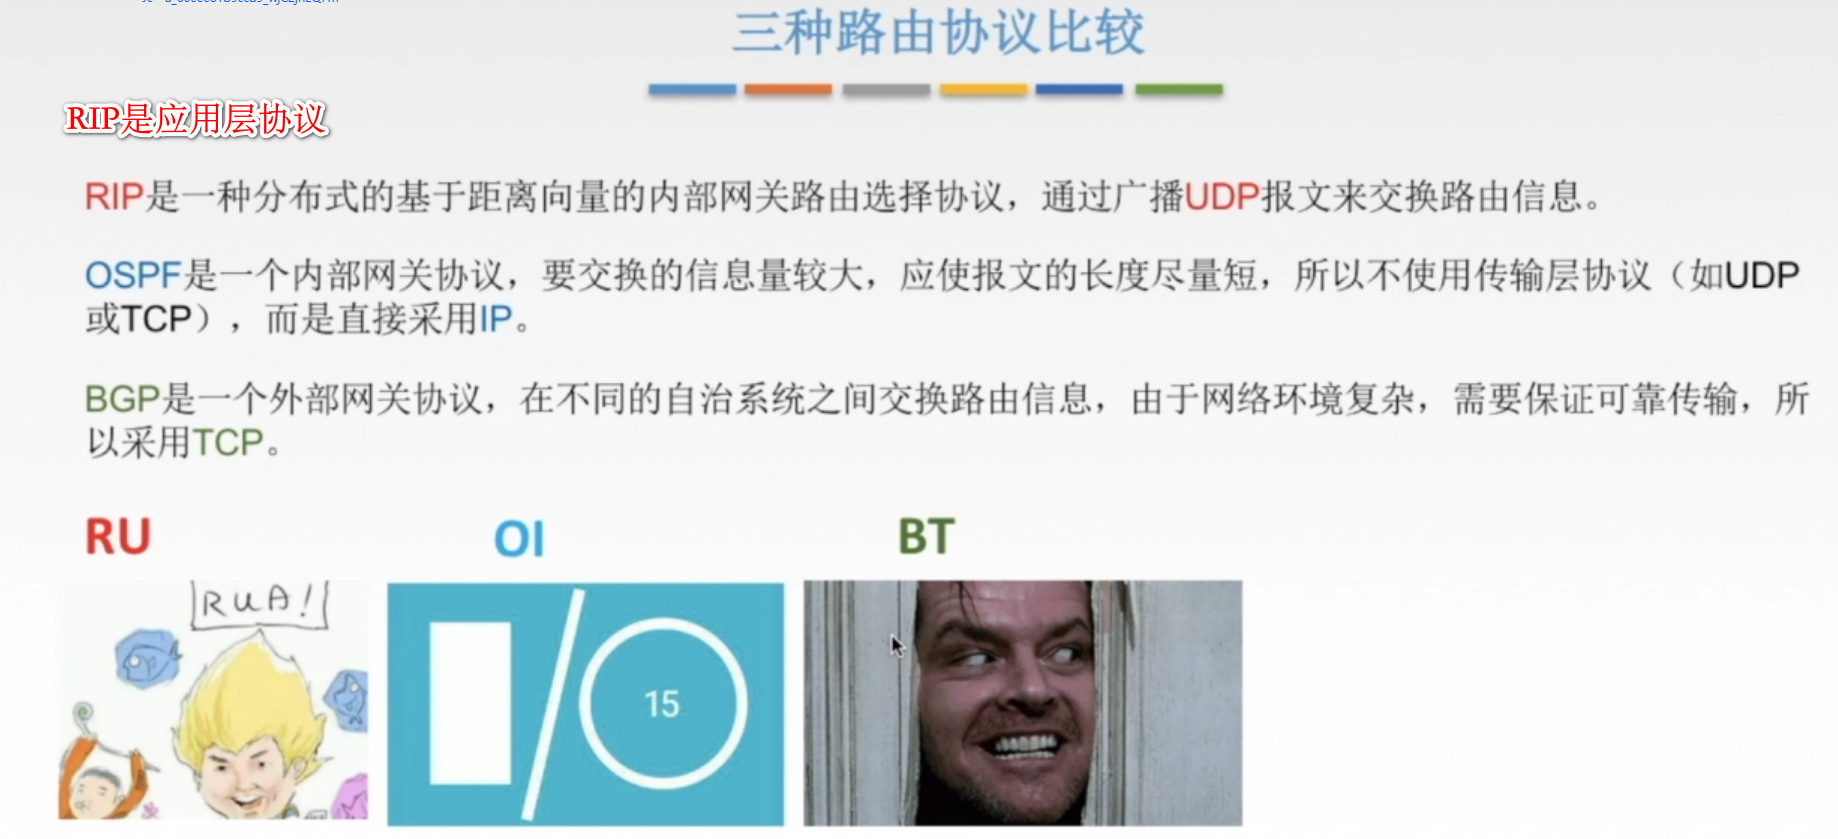 三种路由协议比较
RIP是应用层协议
RIP是一种分布式的基于距离向量的内部网关路由选择协议，通过广播UDP报文来交换路由信息。
OSPF是一个内部网关协议，要交换的信息量较大，应使报文的长度尽量短，所以不使用传输层协议（如UDP
或TCP），而是直接采用IP。
BGP是一个外部网关协议，在不同的自治系统之间交换路由信息，由于网络环境复杂，需要保证可靠传输，所
以采用TCP。
RU
OI
BT
RUA!
15